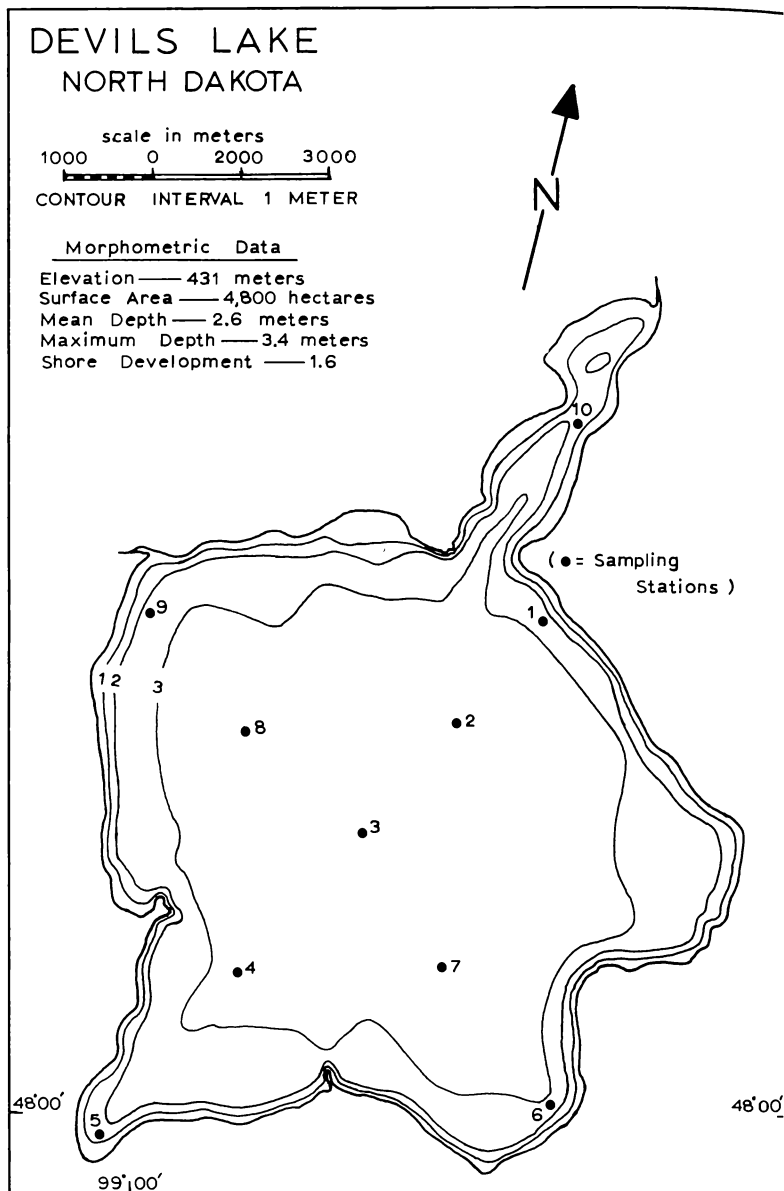 DEVILS LAKE
NORTH DAKOTA
scale in meters
1000 0 2000 3000
CONTOUR INTERVAL 1 METER
Morphometric Data
Elevation — 431 meters
Surface Area — 4,800 hectares
Mean Depth — 2.6 meters
Maximum Depth — 3.4 meters
Shore Development — 1.6
N
10
( ● = Sampling
Stations )
9
1
1 2 3
8
2
3
4
7
48°00'
48°00'
6
5
99°100'